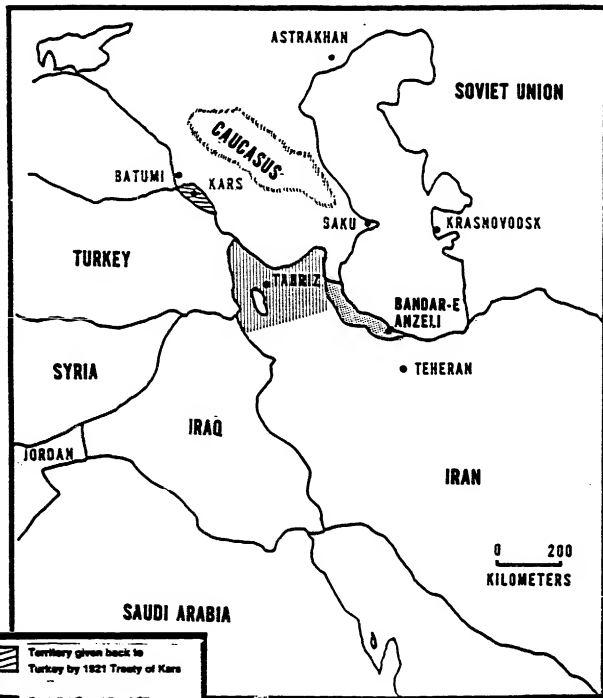 ASTRAKHAN
SOVIET UNION
CAUCASUS
BATUMI
KARS
SAKU
KRASNOVODSK
TURKEY
TABRIZ
BANDAR-E
ANZELI
TEHERAN
SYRIA
IRAQ
JORDAN
IRAN
0 200
KILOMETERS
SAUDI ARABIA
Territory given back to
Turkey by 1921 Treaty of Kars